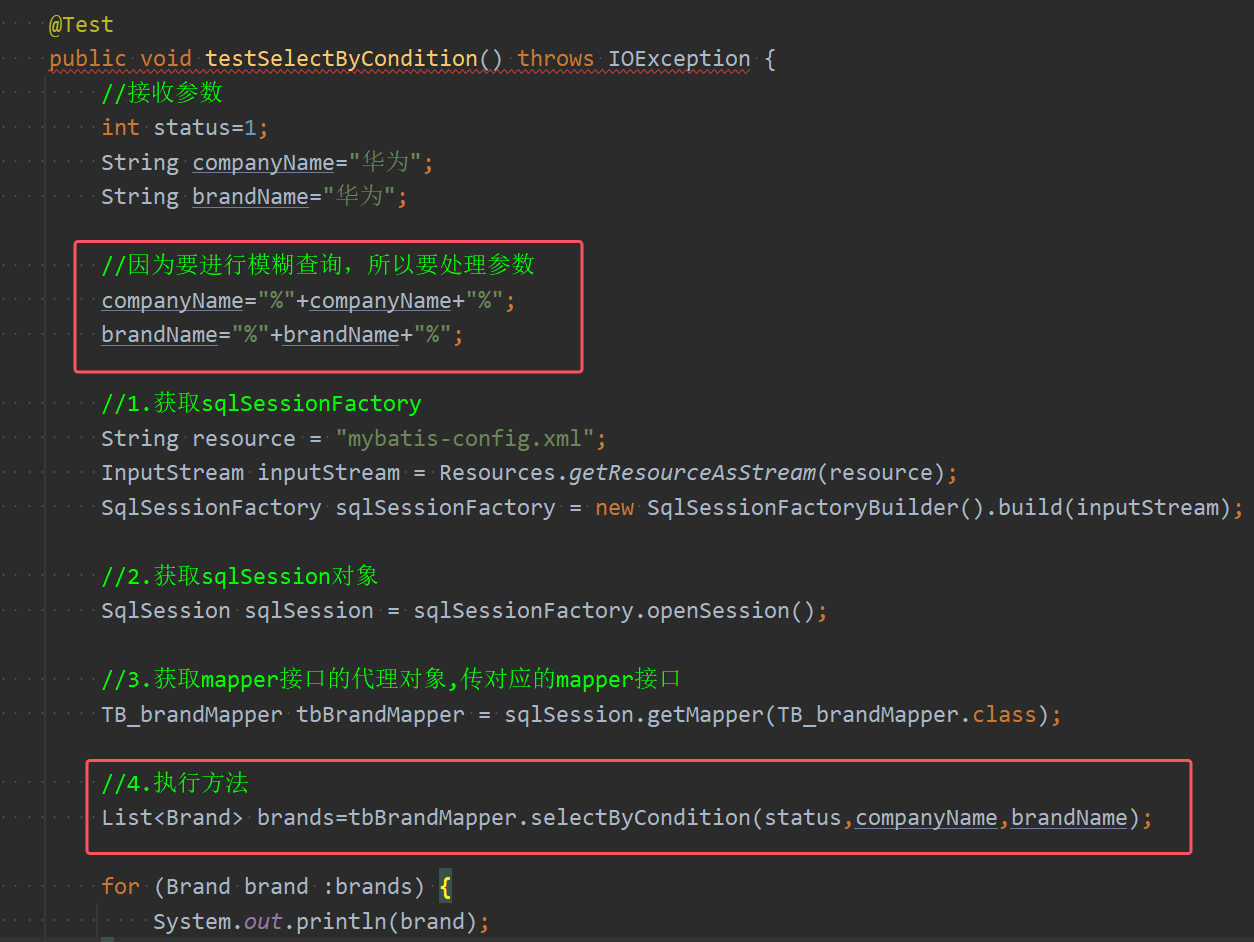 @Test
public void testSelectByCondition() throws IOException {
//接收参数
int status=1;
String companyName="华为";
String brandName="华为";
//因为要进行模糊查询，所以要处理参数
companyName="%"+companyName+"%";
brandName="%"+brandName+"%";
//1.获取sqlSessionFactory
String resource = "mybatis-config.xml";
InputStream inputStream = Resources.getResourceAsStream(resource);
SqlSessionFactory sqlSessionFactory = new SqlSessionFactoryBuilder().build(inputStream);
//2.获取sqlSession对象
SqlSession sqlSession = sqlSessionFactory.openSession();
//3.获取mapper接口的代理对象,传对应的mapper接口
TB_brandMapper tbBrandMapper = sqlSession.getMapper(TB_brandMapper.class);
//4.执行方法
List<Brand> brands=tbBrandMapper.selectByCondition(status,companyName,brandName);
for (Brand brand :brands) {
System.out.println(brand);